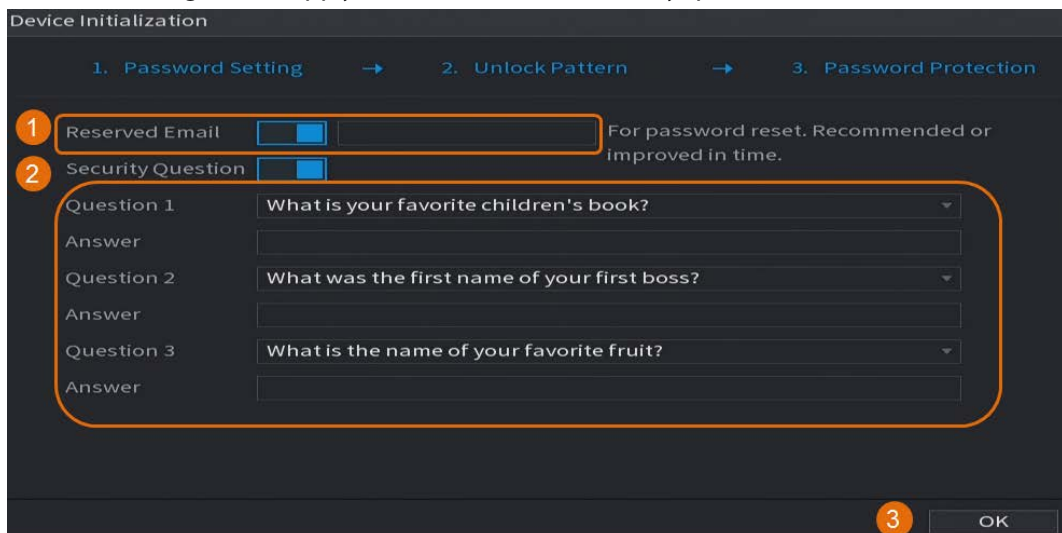 Device Initialization
1. Password Setting → 2. Unlock Pattern → 3. Password Protection
1 Reserved Email For password reset. Recommended or
improved in time.
2 Security Question
Question 1 What is your favorite children's book?
Answer
Question 2 What was the first name of your first boss?
Answer
Question 3 What is the name of your favorite fruit?
Answer
3 OK